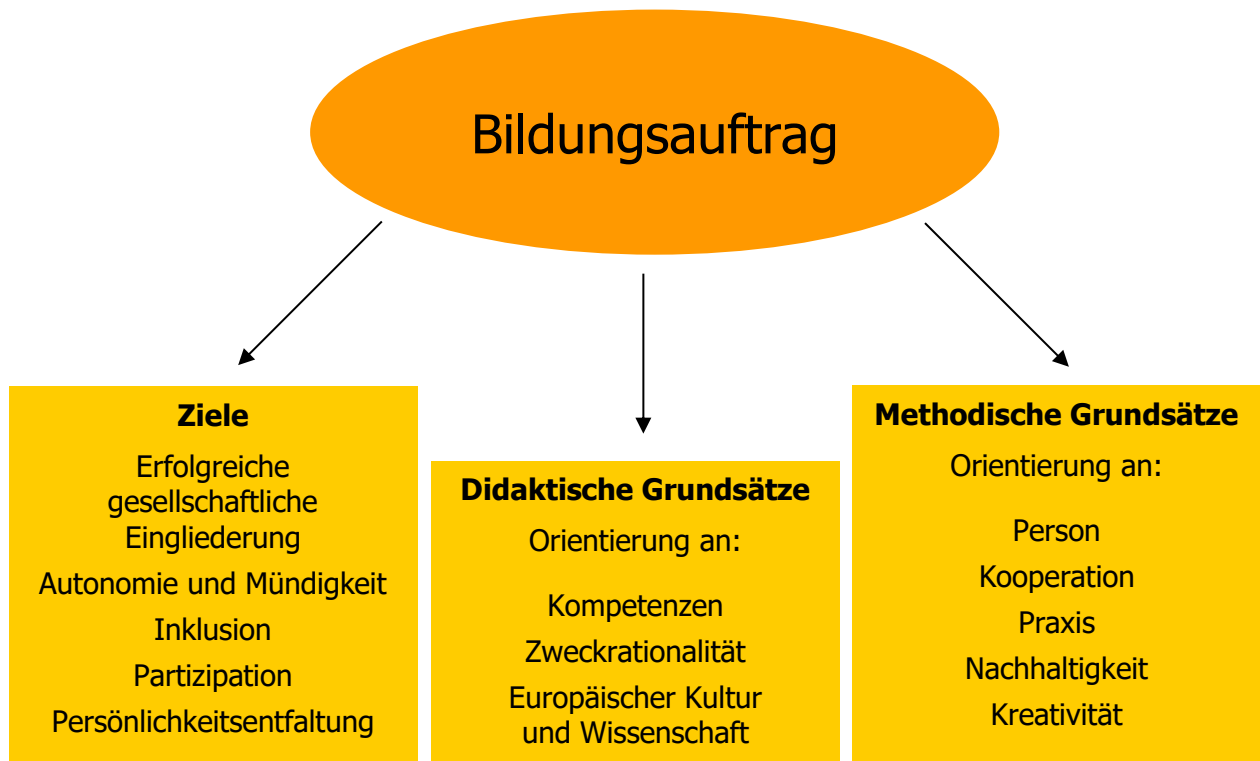 Bildungsauftrag
Ziele
Erfolgreiche
gesellschaftliche
Eingliederung
Autonomie und Mündigkeit
Inklusion
Partizipation
Persönlichkeitsentfaltung
Didaktische Grundsätze
Orientierung an:
Kompetenzen
Zweckrationalität
Europäischer Kultur
und Wissenschaft
Methodische Grundsätze
Orientierung an:
Person
Kooperation
Praxis
Nachhaltigkeit
Kreativität